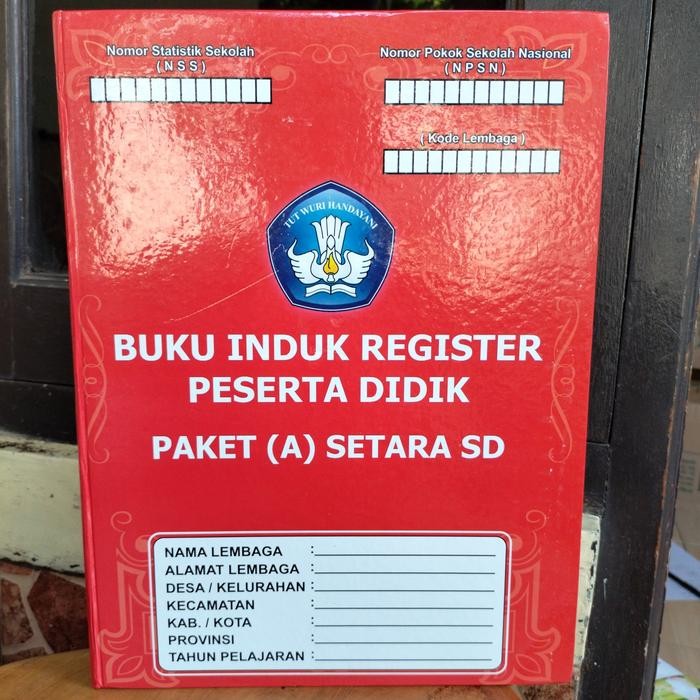 Nomor Statistik Sekolah
( N S S )
Nomor Pokok Sekolah Nasional
( N P S N )
( Kode Lembaga )
TUT WURI HANDAYANI
BUKU INDUK REGISTER
PESERTA DIDIK
PAKET (A) SETARA SD
NAMA LEMBAGA :
ALAMAT LEMBAGA :
DESA / KELURAHAN :
KECAMATAN :
KAB. / KOTA :
PROVINSI :
TAHUN PELAJARAN :